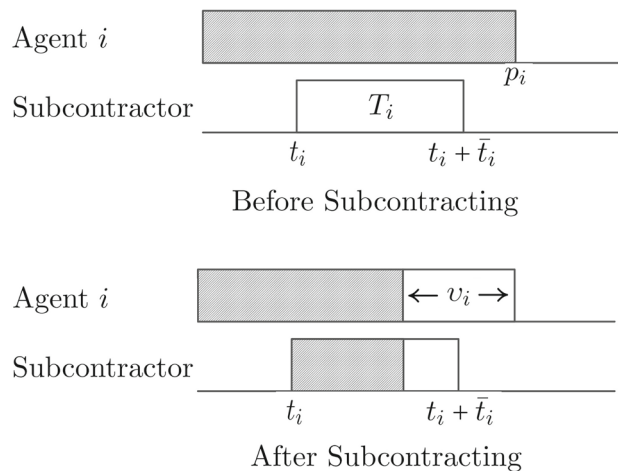 Agent i
p_i
Subcontractor
T_i
t_i t_i + t̄_i
Before Subcontracting
Agent i
← υ_i →
Subcontractor
t_i t_i + t̄_i
After Subcontracting